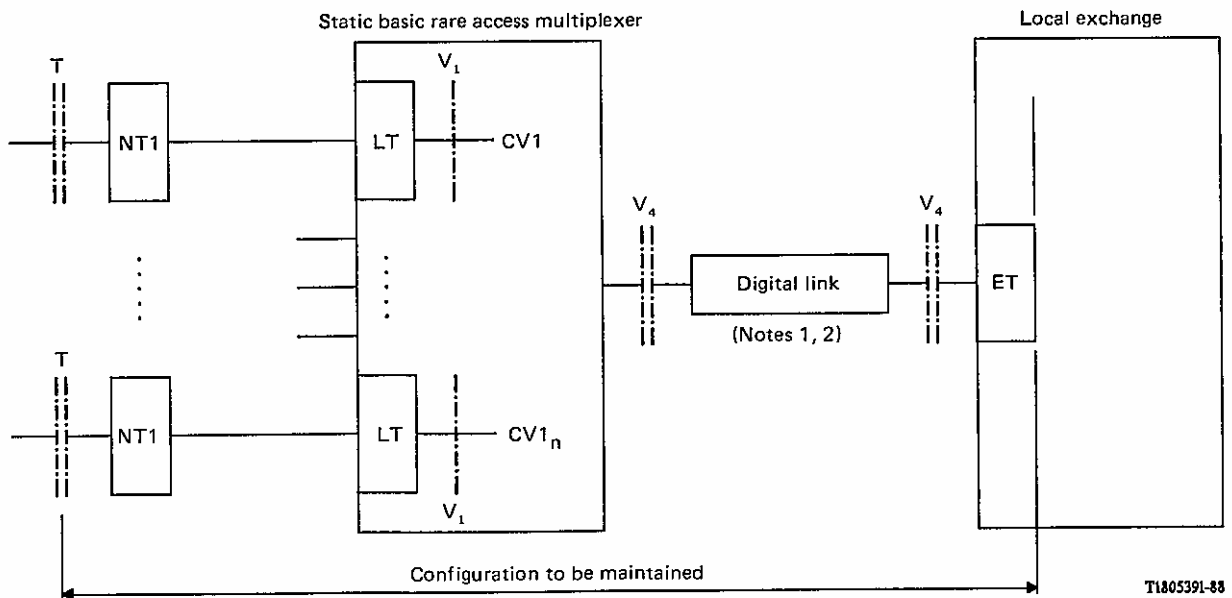 Static basic rare access multiplexer
Local exchange
T
V1
NT1
LT
CV1
V4
V4
Digital link
ET
(Notes 1, 2)
T
NT1
LT
CV1n
V1
Configuration to be maintained
T1805391-88